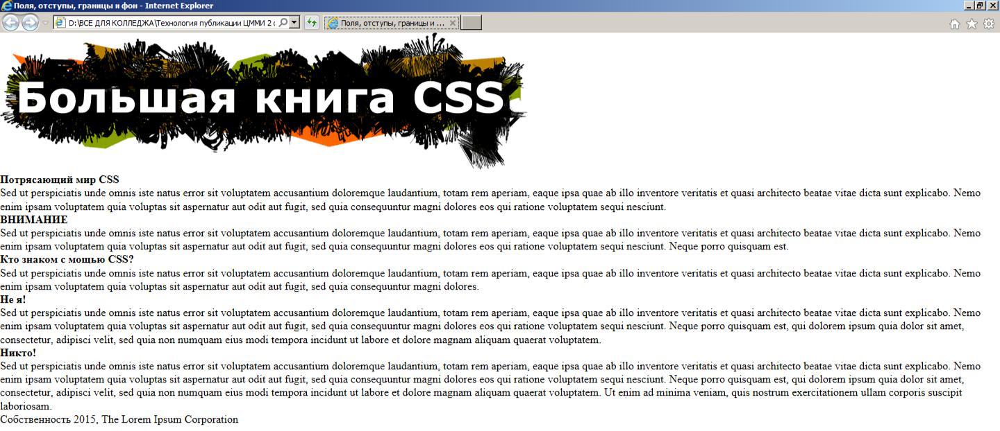 Поля, отступы, границы и фон - Internet Explorer
D:\ВСЕ ДЛЯ КОЛЛЕДЖА\Технология публикации ЦММИ 2 с
Поля, отступы, границы и ...
Большая книга CSS
Потрясающий мир CSS
Sed ut perspiciatis unde omnis iste natus error sit voluptatem accusantium doloremque laudantium, totam rem aperiam, eaque ipsa quae ab illo inventore veritatis et quasi architecto beatae vitae dicta sunt explicabo. Nemo
enim ipsam voluptatem quia voluptas sit aspernatur aut odit aut fugit, sed quia consequuntur magni dolores eos qui ratione voluptatem sequi nesciunt.
ВНИМАНИЕ
Sed ut perspiciatis unde omnis iste natus error sit voluptatem accusantium doloremque laudantium, totam rem aperiam, eaque ipsa quae ab illo inventore veritatis et quasi architecto beatae vitae dicta sunt explicabo. Nemo
enim ipsam voluptatem quia voluptas sit aspernatur aut odit aut fugit, sed quia consequuntur magni dolores eos qui ratione voluptatem sequi nesciunt. Neque porro quisquam est.
Кто знаком с мощью CSS?
Sed ut perspiciatis unde omnis iste natus error sit voluptatem accusantium doloremque laudantium, totam rem aperiam, eaque ipsa quae ab illo inventore veritatis et quasi architecto beatae vitae dicta sunt explicabo. Nemo
enim ipsam voluptatem quia voluptas sit aspernatur aut odit aut fugit, sed quia consequuntur magni dolores.
Не я!
Sed ut perspiciatis unde omnis iste natus error sit voluptatem accusantium doloremque laudantium, totam rem aperiam, eaque ipsa quae ab illo inventore veritatis et quasi architecto beatae vitae dicta sunt explicabo. Nemo
enim ipsam voluptatem quia voluptas sit aspernatur aut odit aut fugit, sed quia consequuntur magni dolores eos qui ratione voluptatem sequi nesciunt. Neque porro quisquam est, qui dolorem ipsum quia dolor sit amet,
consectetur, adipisci velit, sed quia non numquam eius modi tempora incidunt ut labore et dolore magnam aliquam quaerat voluptatem.
Никто!
Sed ut perspiciatis unde omnis iste natus error sit voluptatem accusantium doloremque laudantium, totam rem aperiam, eaque ipsa quae ab illo inventore veritatis et quasi architecto beatae vitae dicta sunt explicabo. Nemo
enim ipsam voluptatem quia voluptas sit aspernatur aut odit aut fugit, sed quia consequuntur magni dolores eos qui ratione voluptatem sequi nesciunt. Neque porro quisquam est, qui dolorem ipsum quia dolor sit amet,
consectetur, adipisci velit, sed quia non numquam eius modi tempora incidunt ut labore et dolore magnam aliquam quaerat voluptatem. Ut enim ad minima veniam, quis nostrum exercitationem ullam corporis suscipit
laboriosam.
Собственность 2015, The Lorem Ipsum Corporation